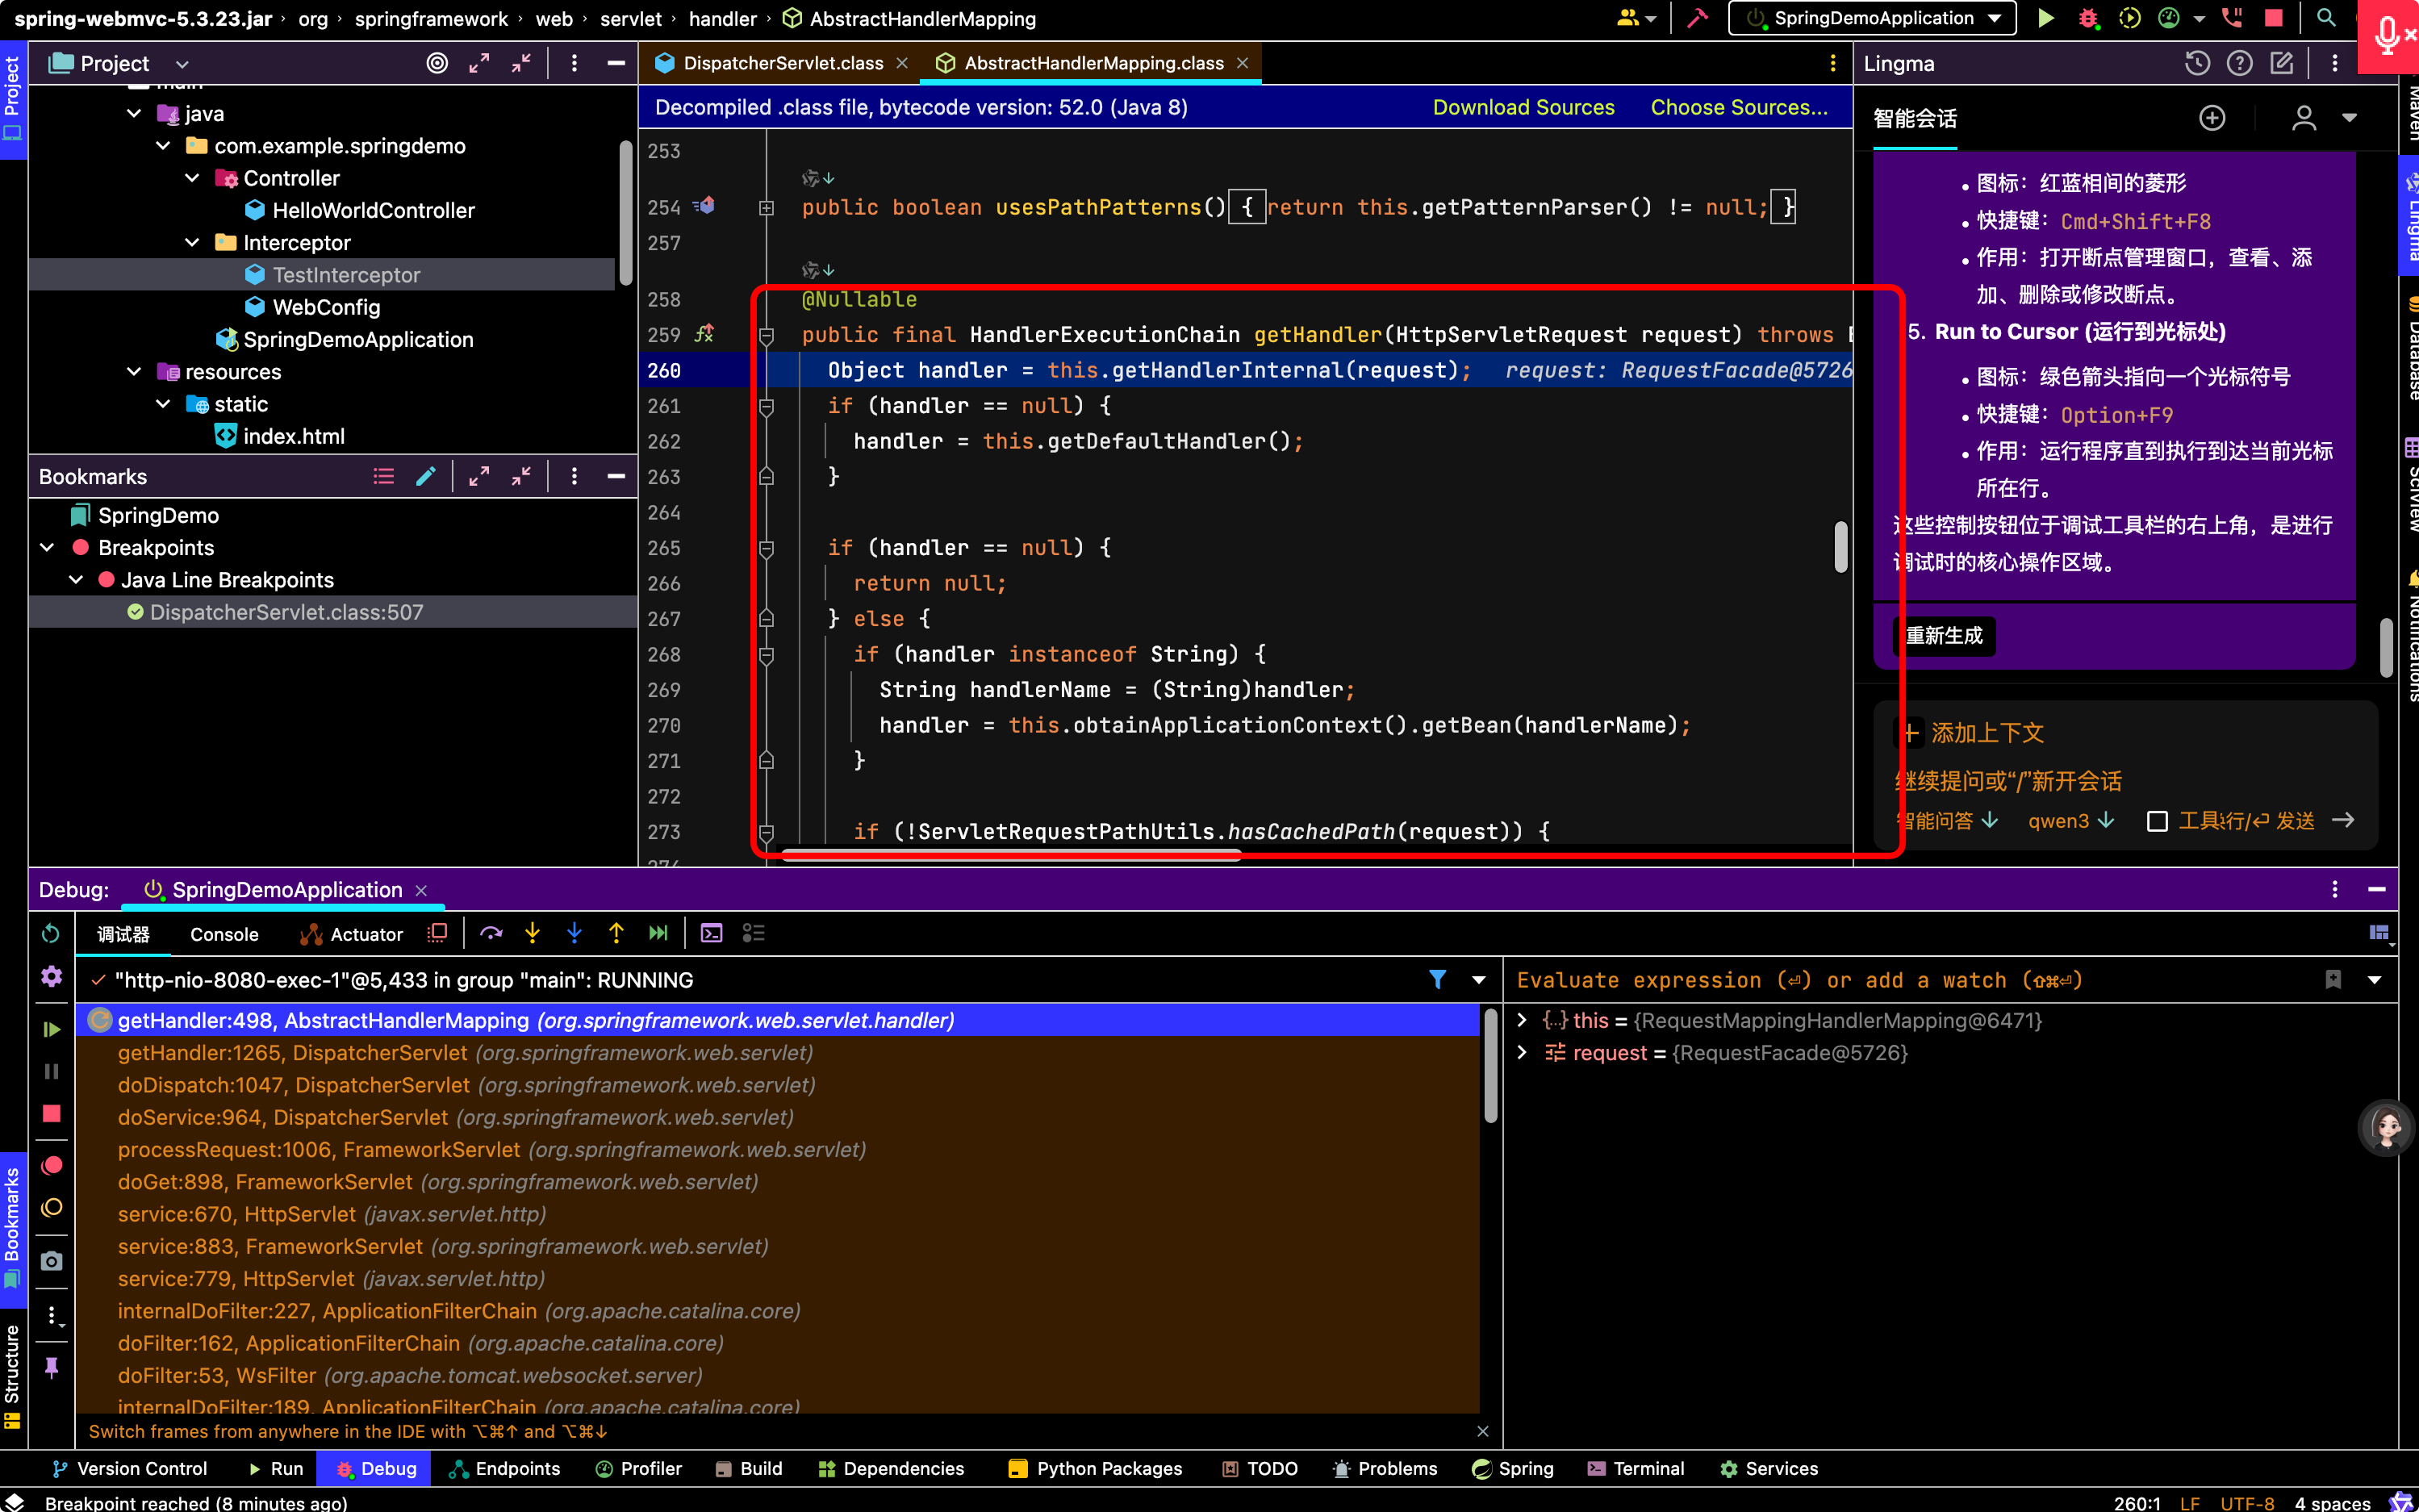 spring-webmvc-5.3.23.jar › org › springframework › web › servlet › handler › AbstractHandlerMapping
SpringDemoApplication
Project
java
com.example.springdemo
Controller
HelloWorldController
Interceptor
TestInterceptor
WebConfig
SpringDemoApplication
resources
static
index.html
Bookmarks
SpringDemo
Breakpoints
Java Line Breakpoints
DispatcherServlet.class:507
DispatcherServlet.class
AbstractHandlerMapping.class
Decompiled .class file, bytecode version: 52.0 (Java 8)
Download Sources
Choose Sources...
253
254 public boolean usesPathPatterns() { return this.getPatternParser() != null; }
257
258 @Nullable
259 public final HandlerExecutionChain getHandler(HttpServletRequest request) throws
260 Object handler = this.getHandlerInternal(request); request: RequestFacade@5726
261 if (handler == null) {
262 handler = this.getDefaultHandler();
263 }
264
265 if (handler == null) {
266 return null;
267 } else {
268 if (handler instanceof String) {
269 String handlerName = (String)handler;
270 handler = this.obtainApplicationContext().getBean(handlerName);
271 }
272
273 if (!ServletRequestPathUtils.hasCachedPath(request)) {
Lingma
智能会话
• 图标：红蓝相间的菱形
• 快捷键：Cmd+Shift+F8
• 作用：打开断点管理窗口，查看、添
加、删除或修改断点。
5. Run to Cursor (运行到光标处)
• 图标：绿色箭头指向一个光标符号
• 快捷键：Option+F9
• 作用：运行程序直到执行到达当前光标
所在行。
这些控制按钮位于调试工具栏的右上角，是进行
调试时的核心操作区域。
重新生成
添加上下文
继续提问或“/”新开会话
智能问答 qwen3 工具 行/⏎ 发送
Project
Bookmarks
Structure
Maven
Lingma
Database
SciView
Notifications
Debug: SpringDemoApplication
调试器 Console Actuator
"http-nio-8080-exec-1"@5,433 in group "main": RUNNING
getHandler:498, AbstractHandlerMapping (org.springframework.web.servlet.handler)
getHandler:1265, DispatcherServlet (org.springframework.web.servlet)
doDispatch:1047, DispatcherServlet (org.springframework.web.servlet)
doService:964, DispatcherServlet (org.springframework.web.servlet)
processRequest:1006, FrameworkServlet (org.springframework.web.servlet)
doGet:898, FrameworkServlet (org.springframework.web.servlet)
service:670, HttpServlet (javax.servlet.http)
service:883, FrameworkServlet (org.springframework.web.servlet)
service:779, HttpServlet (javax.servlet.http)
internalDoFilter:227, ApplicationFilterChain (org.apache.catalina.core)
doFilter:162, ApplicationFilterChain (org.apache.catalina.core)
doFilter:53, WsFilter (org.apache.tomcat.websocket.server)
internalDoFilter:189, ApplicationFilterChain (org.apache.catalina.core)
Switch frames from anywhere in the IDE with ⌥⌘↑ and ⌥⌘↓
Evaluate expression (⏎) or add a watch (⇧⌘⏎)
this = {RequestMappingHandlerMapping@6471}
request = {RequestFacade@5726}
Version Control Run Debug Endpoints Profiler Build Dependencies Python Packages TODO Problems Spring Terminal Services
Breakpoint reached (8 minutes ago)
260:1 LF UTF-8 4 spaces